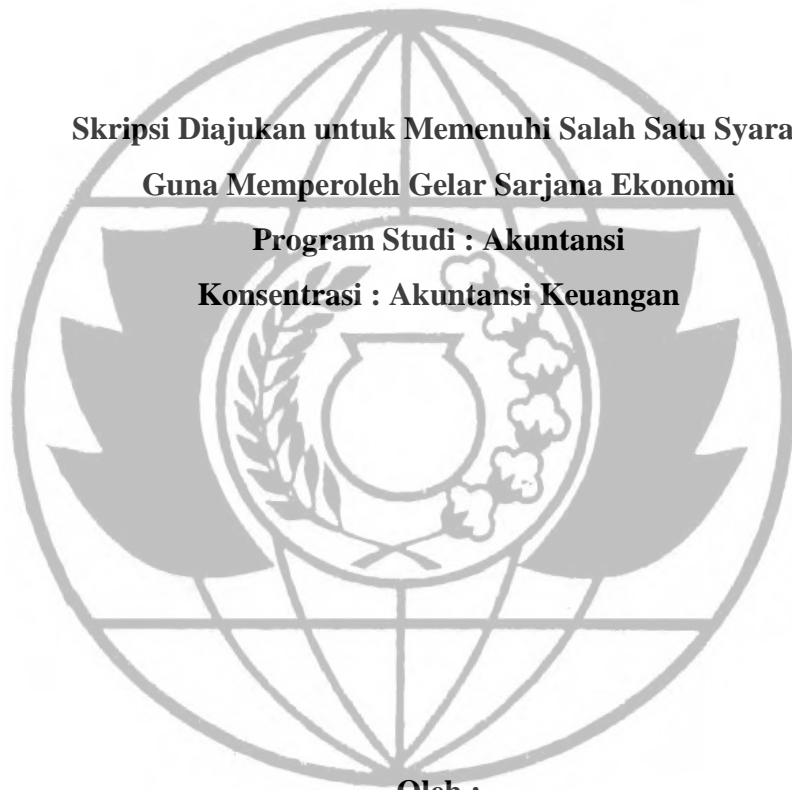 Skripsi Diajukan untuk Memenuhi Salah Satu Syara
Guna Memperoleh Gelar Sarjana Ekonomi
Program Studi : Akuntansi
Konsentrasi : Akuntansi Keuangan
Oleh :